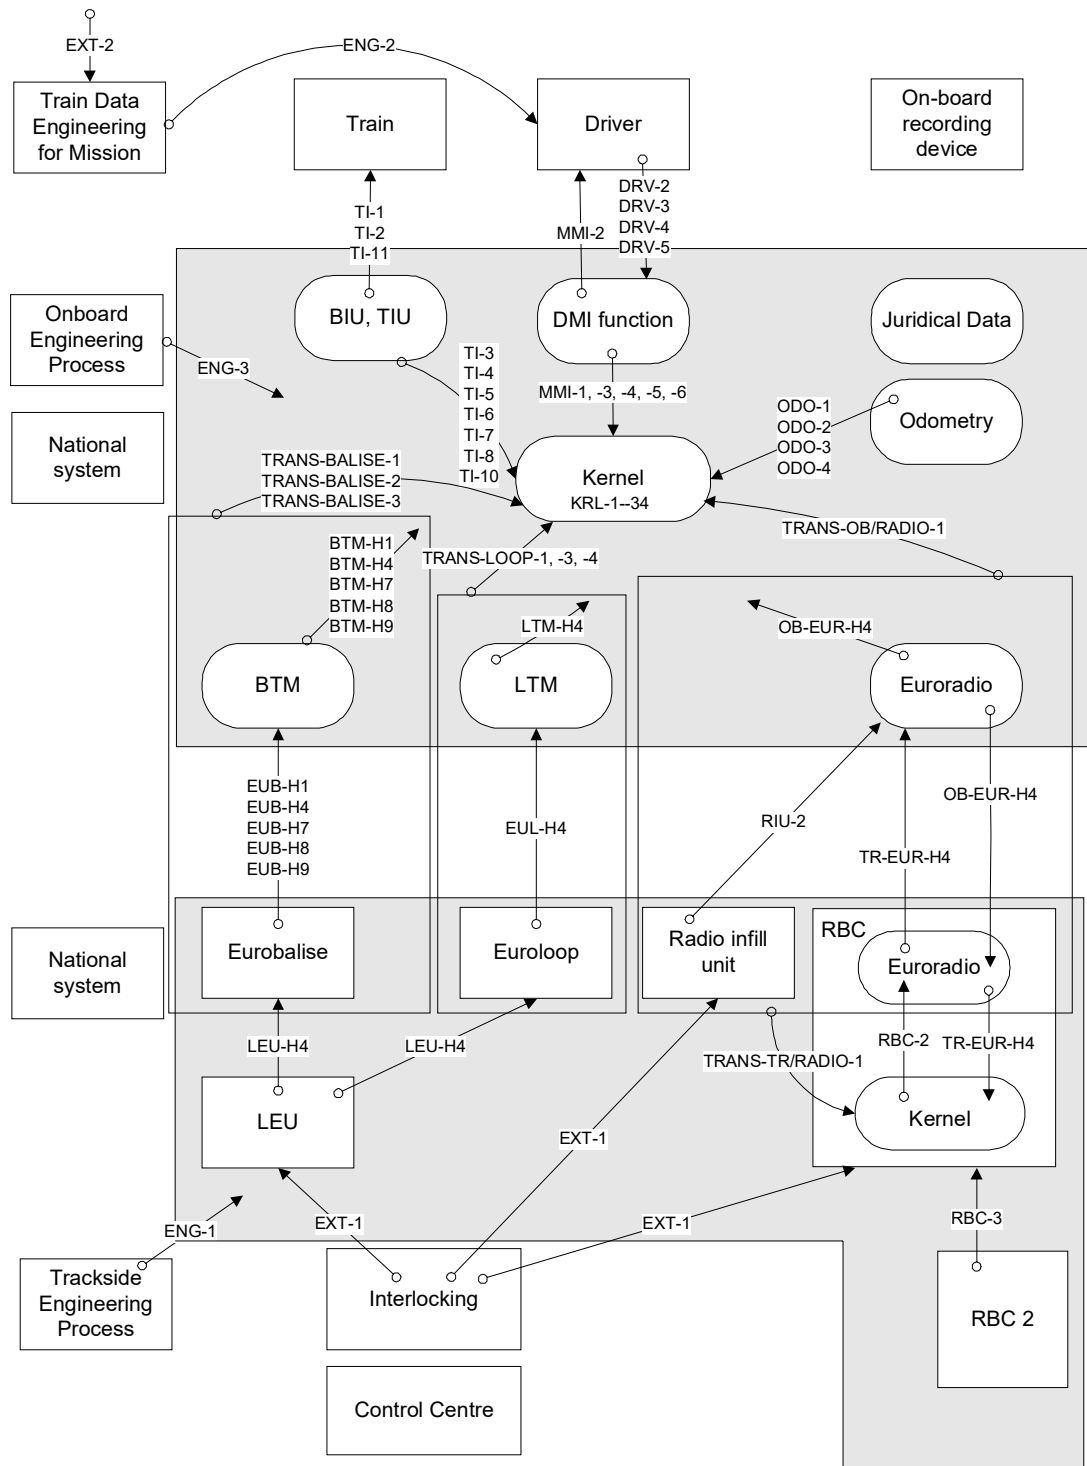 EXT-2
ENG-2
Train Data
Engineering
for Mission
Train
Driver
On-board
recording
device
TI-1
TI-2
TI-11
MMI-2
DRV-2
DRV-3
DRV-4
DRV-5
Onboard
Engineering
Process
BIU, TIU
DMI function
Juridical Data
ENG-3
TI-3
TI-4
TI-5
TI-6
TI-7
TI-8
TI-10
MMI-1, -3, -4, -5, -6
ODO-1
ODO-2
ODO-3
ODO-4
Odometry
National
system
TRANS-BALISE-1
TRANS-BALISE-2
TRANS-BALISE-3
Kernel
KRL-1--34
TRANS-OB/RADIO-1
BTM-H1
BTM-H4
BTM-H7
BTM-H8
BTM-H9
TRANS-LOOP-1, -3, -4
LTM-H4
OB-EUR-H4
BTM
LTM
Euroradio
EUB-H1
EUB-H4
EUB-H7
EUB-H8
EUB-H9
EUL-H4
RIU-2
OB-EUR-H4
TR-EUR-H4
National
system
Eurobalise
Euroloop
Radio infill
unit
RBC
Euroradio
LEU-H4
LEU-H4
TRANS-TR/RADIO-1
RBC-2
TR-EUR-H4
LEU
Kernel
EXT-1
ENG-1
EXT-1
EXT-1
RBC-3
Trackside
Engineering
Process
Interlocking
RBC 2
Control Centre